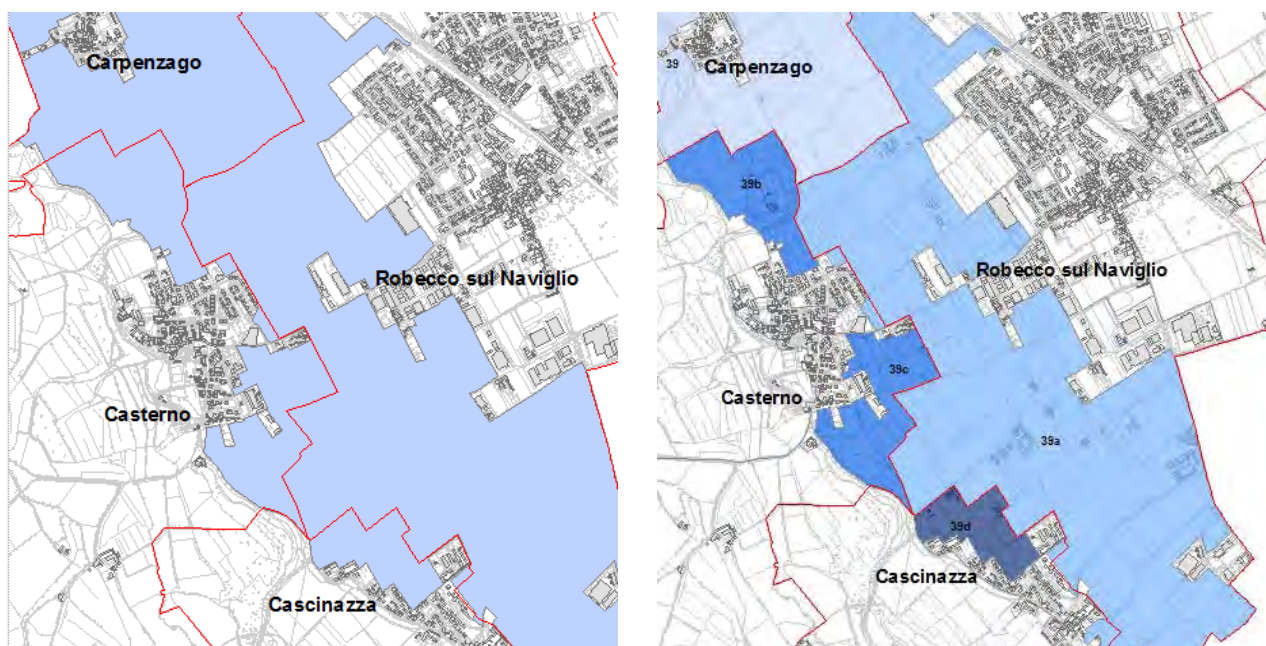 Carpenzago
Robecco sul Naviglio
Casterno
Cascinazza
39
Carpenzago
39b
Robecco sul Naviglio
39c
Casterno
39a
39d
Cascinazza